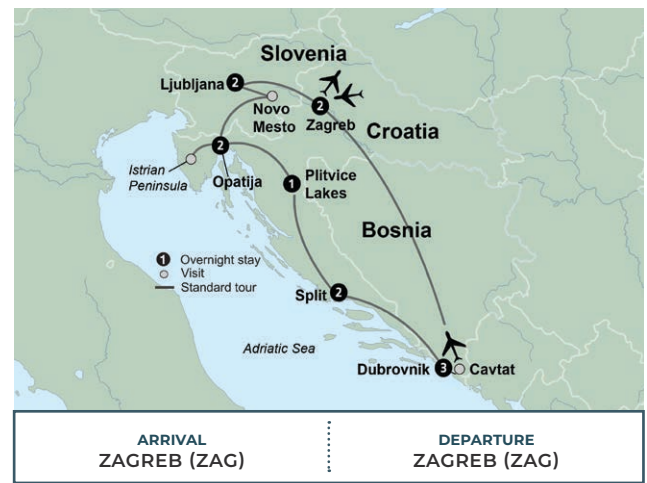 Slovenia
Ljubljana 2
Novo
Mesto
2
Zagreb
Croatia
Istrian
Peninsula
2
Opatija
1 Plitvice
Lakes
Bosnia
1 Overnight stay
Visit
Standard tour
Split 2
Adriatic Sea
Dubrovnik 3 Cavtat
ARRIVAL
ZAGREB (ZAG)
DEPARTURE
ZAGREB (ZAG)